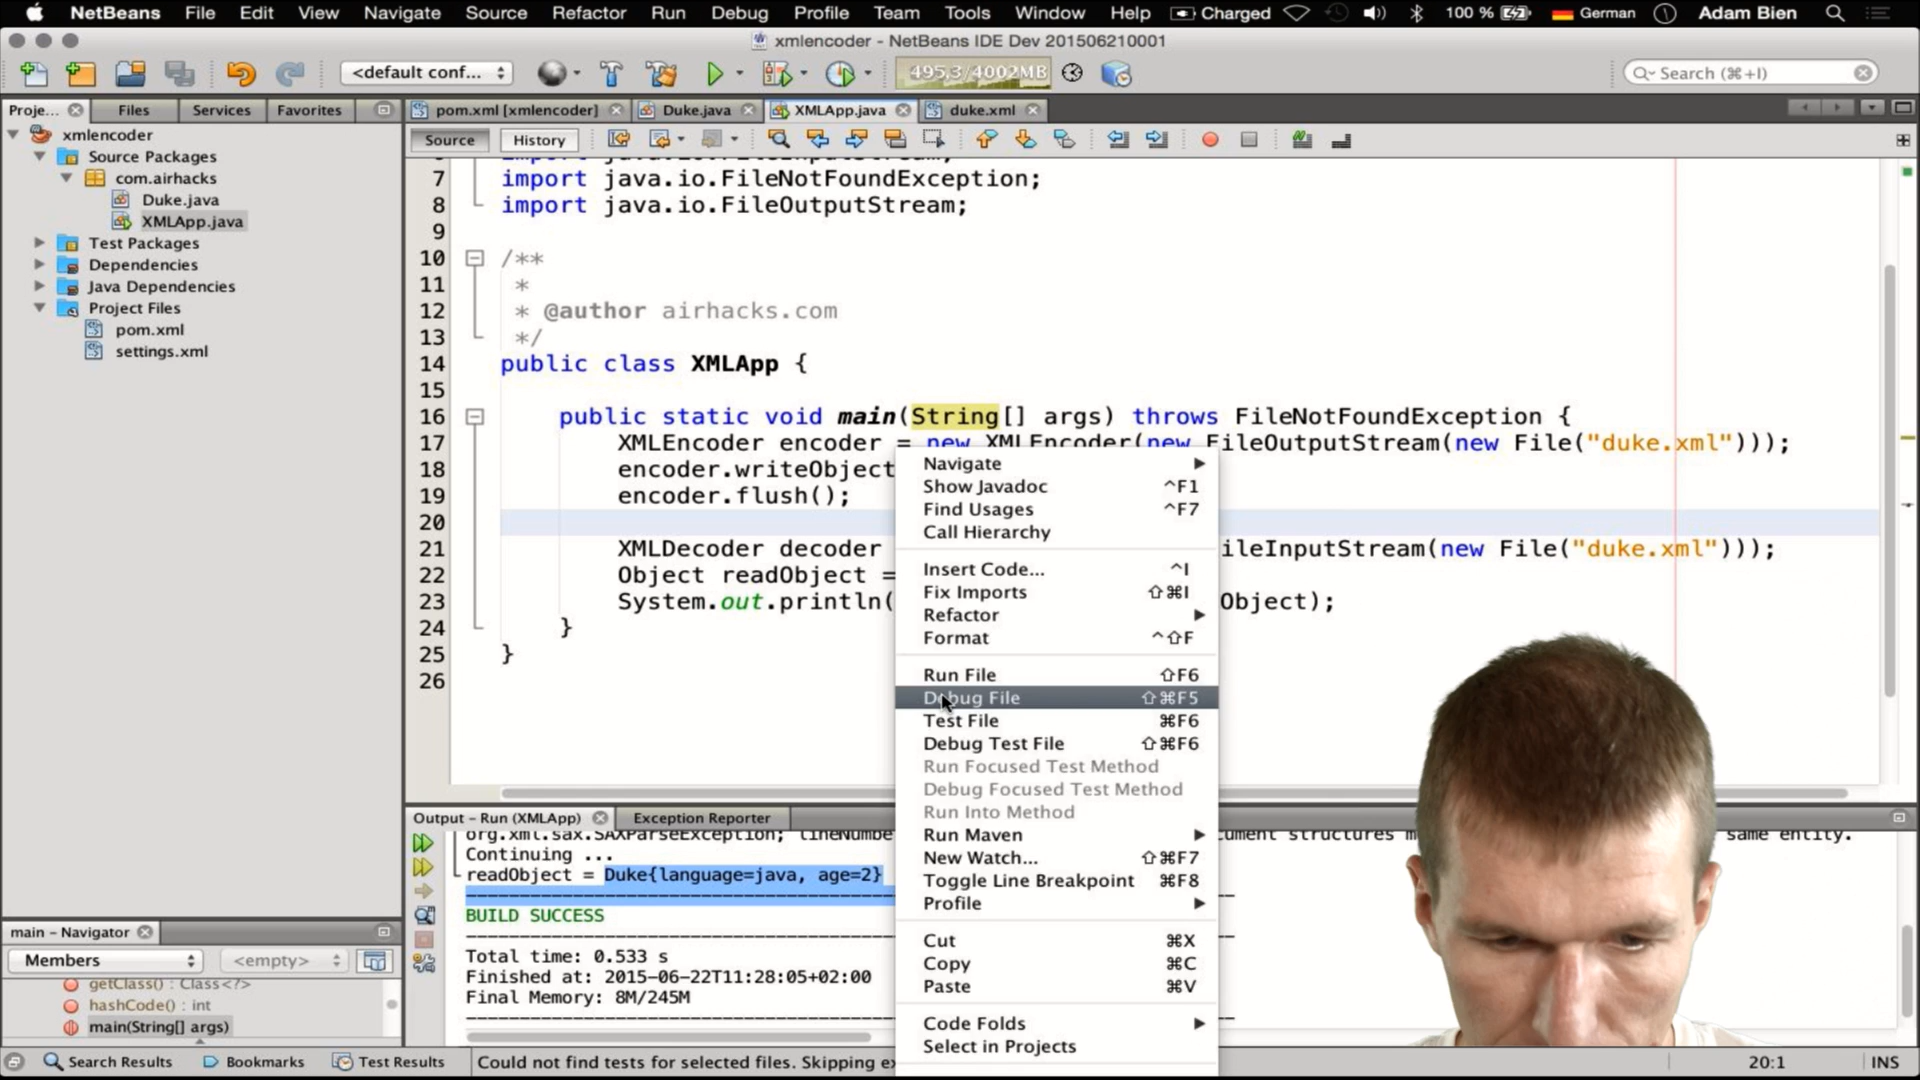 NetBeans File Edit View Navigate Source Refactor Run Debug Profile Team Tools Window Help Charged 100 % German Adam Bien
xmlencoder - NetBeans IDE Dev 201506210001
<default conf... 495,3/4002MB Search (⌘+I)
Proje... Files Services Favorites
pom.xml [xmlencoder] Duke.java XMLApp.java duke.xml
Source History
xmlencoder
Source Packages
com.airhacks
Duke.java
XMLApp.java
Test Packages
Dependencies
Java Dependencies
Project Files
pom.xml
settings.xml
import java.io.FileInputStream;
7 import java.io.FileNotFoundException;
8 import java.io.FileOutputStream;
9
10 /**
11 *
12 * @author airhacks.com
13 */
14 public class XMLApp {
15
16 public static void main(String[] args) throws FileNotFoundException {
17 XMLEncoder encoder = new XMLEncoder(new FileOutputStream(new File("duke.xml")));
18 encoder.writeObject
19 encoder.flush();
20
21 XMLDecoder decoder ileInputStream(new File("duke.xml")));
22 Object readObject =
23 System.out.println( Object);
24 }
25 }
26
Navigate
Show Javadoc ^F1
Find Usages ^F7
Call Hierarchy
Insert Code... ^I
Fix Imports ⇧⌘I
Refactor
Format ^⇧F
Run File ⇧F6
Debug File ⇧⌘F5
Test File ⌘F6
Debug Test File ⇧⌘F6
Run Focused Test Method
Debug Focused Test Method
Run Into Method
Run Maven
New Watch... ⇧⌘F7
Toggle Line Breakpoint ⌘F8
Profile
Cut ⌘X
Copy ⌘C
Paste ⌘V
Code Folds
Select in Projects
Output – Run (XMLApp) Exception Reporter
org.xml.sax.SAXParseException; lineNumbe cument structures m same entity.
Continuing ...
readObject = Duke{language=java, age=2}
BUILD SUCCESS
Total time: 0.533 s
Finished at: 2015-06-22T11:28:05+02:00
Final Memory: 8M/245M
main – Navigator
Members <empty>
getClass() : Class<?>
hashCode() : int
main(String[] args)
Search Results Bookmarks Test Results Could not find tests for selected files. Skipping ex 20:1 INS